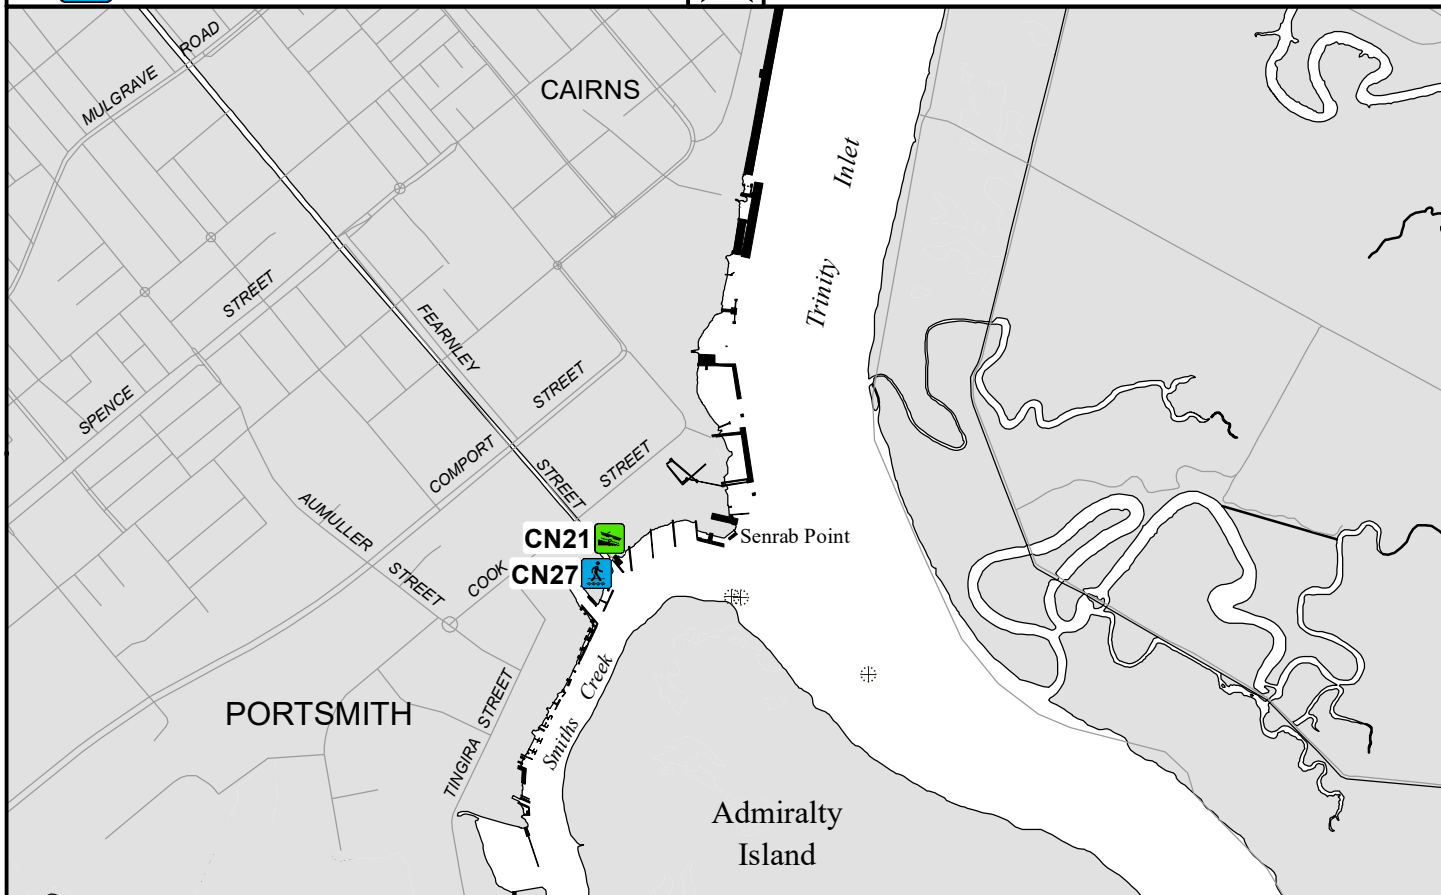 ROAD
MULGRAVE
CAIRNS
Inlet
Trinity
STREET
FEARNLEY
SPENCE
STREET
COMPORT
STREET
STREET
AUMULLER
CN21
Senrab Point
STREET
COOK
CN27
Creek
Smiths
STREET
TINGIRA
PORTSMITH
Admiralty
Island